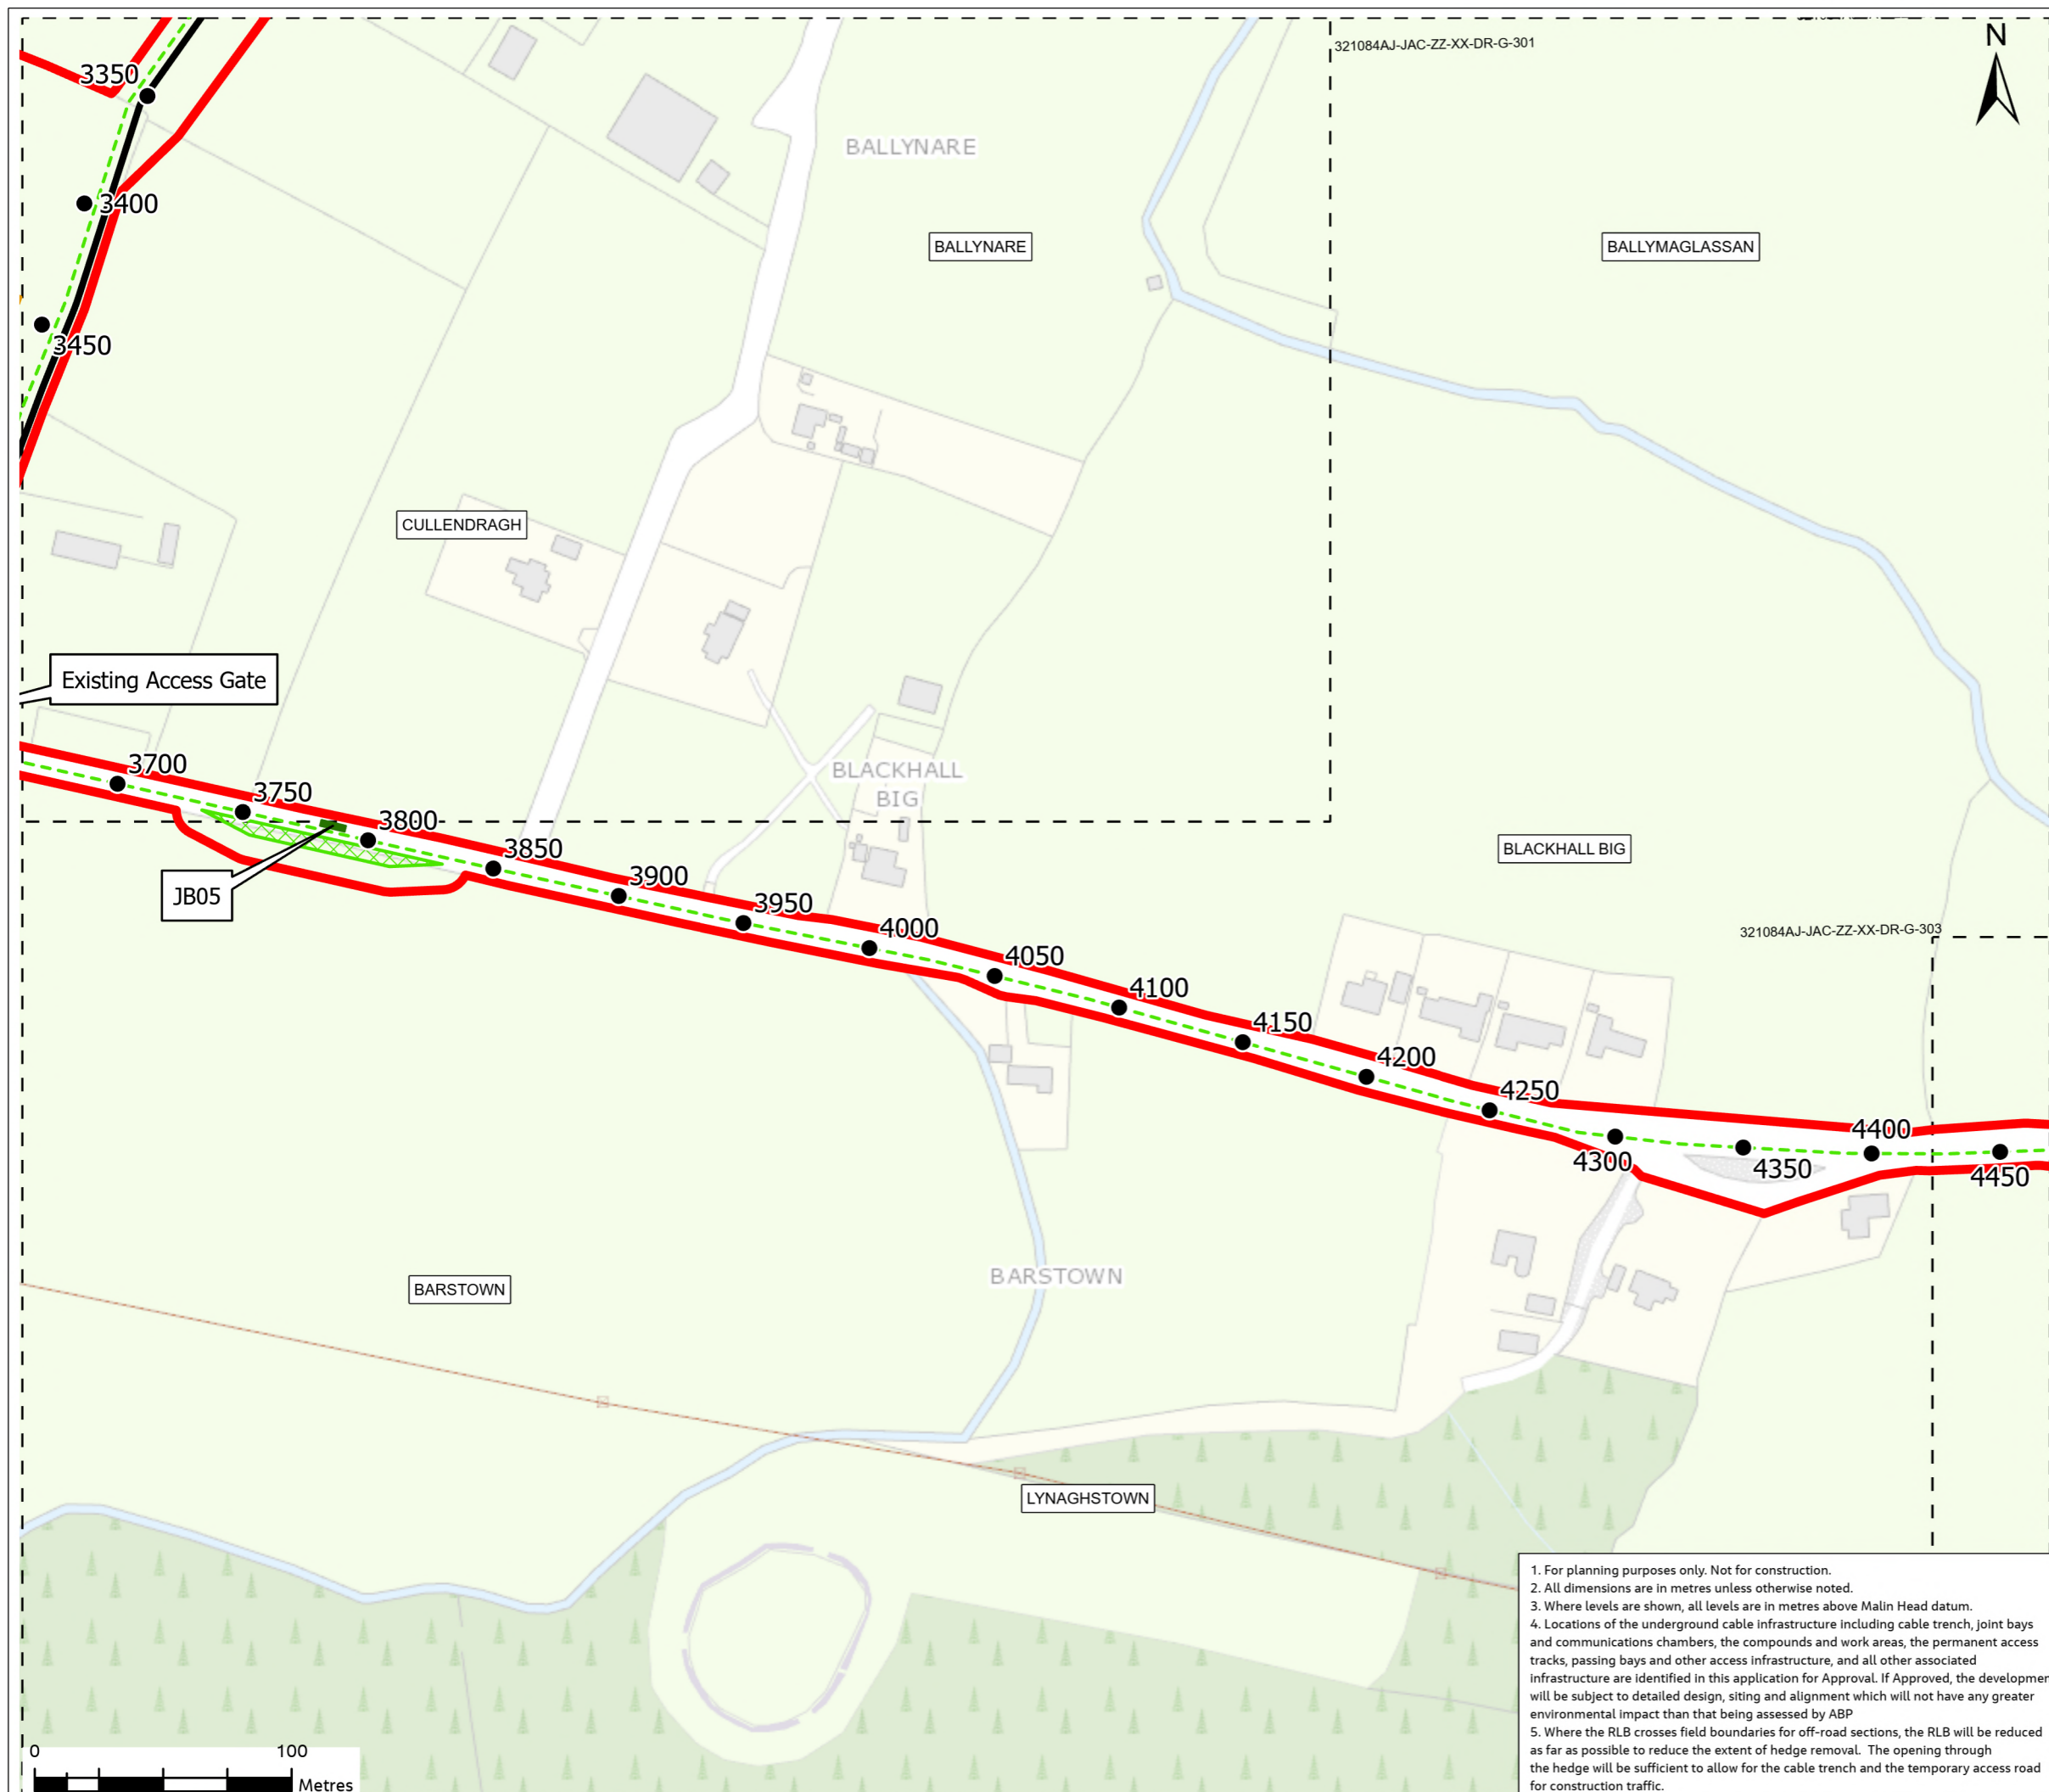 321084AJ-JAC-ZZ-XX-DR-G-301
N
3350
BALLYNARE
3400
BALLYNARE
BALLYMAGLASSAN
3450
CULLENDRAGH
Existing Access Gate
3700
3750
3800
BLACKHALL
BIG
3850
BLACKHALL BIG
JB05
3900
3950
4000
321084AJ-JAC-ZZ-XX-DR-G-303
4050
4100
4150
4200
4250
4300
4350
4400
4450
BARSTOWN
BARSTOWN
LYNAGHSTOWN
1. For planning purposes only. Not for construction.
2. All dimensions are in metres unless otherwise noted.
3. Where levels are shown, all levels are in metres above Malin Head datum.
4. Locations of the underground cable infrastructure including cable trench, joint bays
and communications chambers, the compounds and work areas, the permanent access
tracks, passing bays and other access infrastructure, and all other associated
infrastructure are identified in this application for Approval. If Approved, the developmen
will be subject to detailed design, siting and alignment which will not have any greater
environmental impact than that being assessed by ABP
5. Where the RLB crosses field boundaries for off-road sections, the RLB will be reduced
as far as possible to reduce the extent of hedge removal. The opening through
the hedge will be sufficient to allow for the cable trench and the temporary access road
for construction traffic.
0 100
Metres